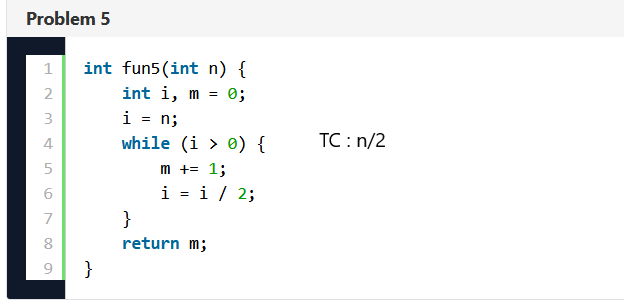 Problem 5
1 int fun5(int n) {
2     int i, m = 0;
3     i = n;
4     while (i > 0) {        TC : n/2
5         m += 1;
6         i = i / 2;
7     }
8     return m;
9 }